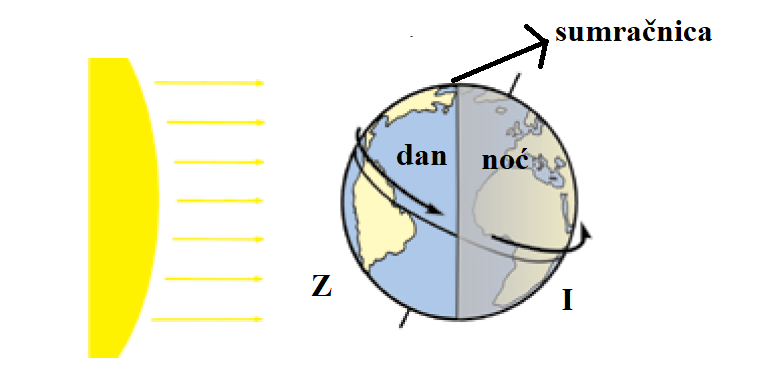 sumračnica
dan
noć
Z
I